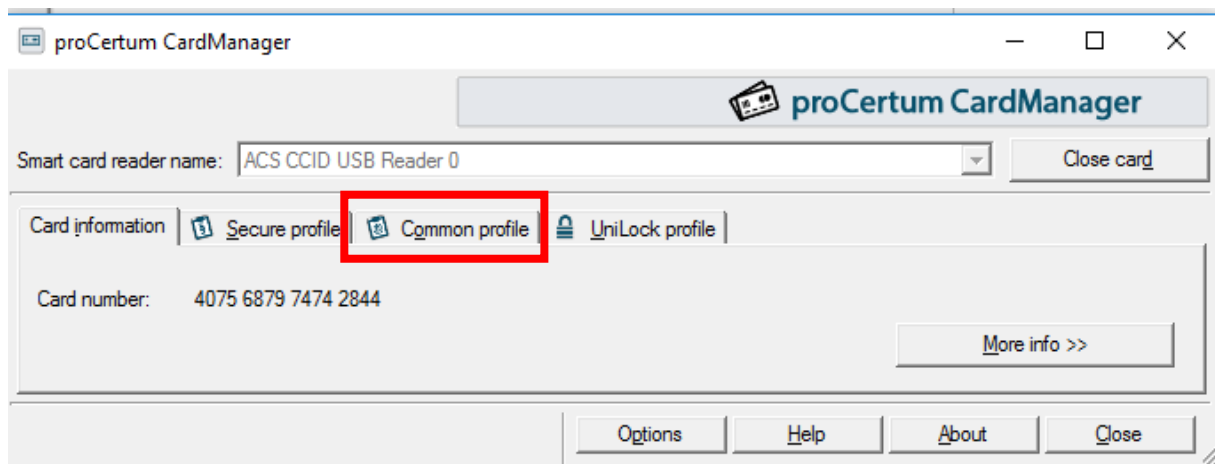 proCertum CardManager
proCertum CardManager
Smart card reader name: ACS CCID USB Reader 0 Close card
Card information Secure profile Common profile UniLock profile
Card number: 4075 6879 7474 2844
More info >>
Options Help About Close